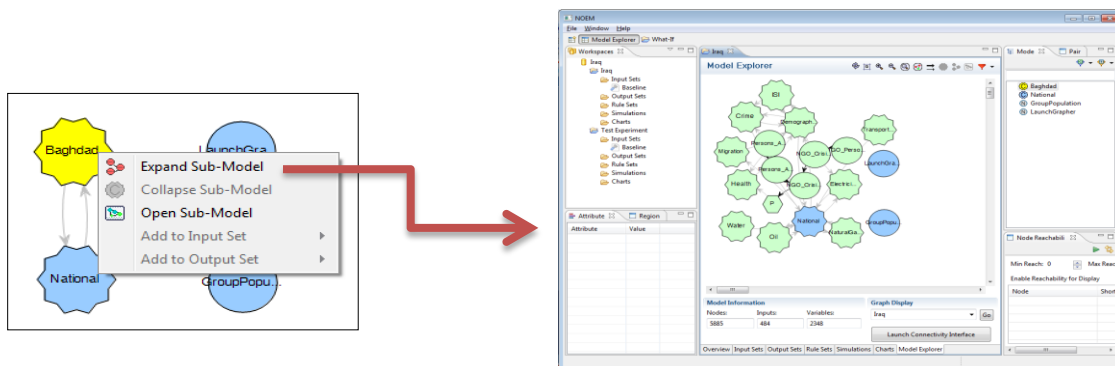 Baghdad
LaunchGra...
Expand Sub-Model
Collapse Sub-Model
Open Sub-Model
Add to Input Set
Add to Output Set
National
GroupPopu...
NOEM
File Window Help
Model Explorer What-If
Workspaces
Iraq
Iraq
Input Sets
Baseline
Output Sets
Rule Sets
Simulations
Charts
Test Experiment
Input Sets
Baseline
Output Sets
Rule Sets
Simulations
Charts
Attribute Region
Attribute Value
Iraq
Model Explorer
ISI
Crime
Demograph...
Transport...
Persons_A...
NGO_Crisi...
GO_Perso...
Migration
Persons_A...
LaunchGra...
Health
NGO_Crisi...
Electrici...
P
National
GroupPopu...
Water
Oil
NaturalGa...
Model Information
Graph Display
Nodes: Inputs: Variables:
5885 484 2348
Iraq
Go
Launch Connectivity Interface
Overview Input Sets Output Sets Rule Sets Simulations Charts Model Explorer
Mode Pair
Baghdad
National
GroupPopulation
LaunchGrapher
Node Reachabili
Min Reach: 0 Max Reac
Enable Reachability for Display
Node Short